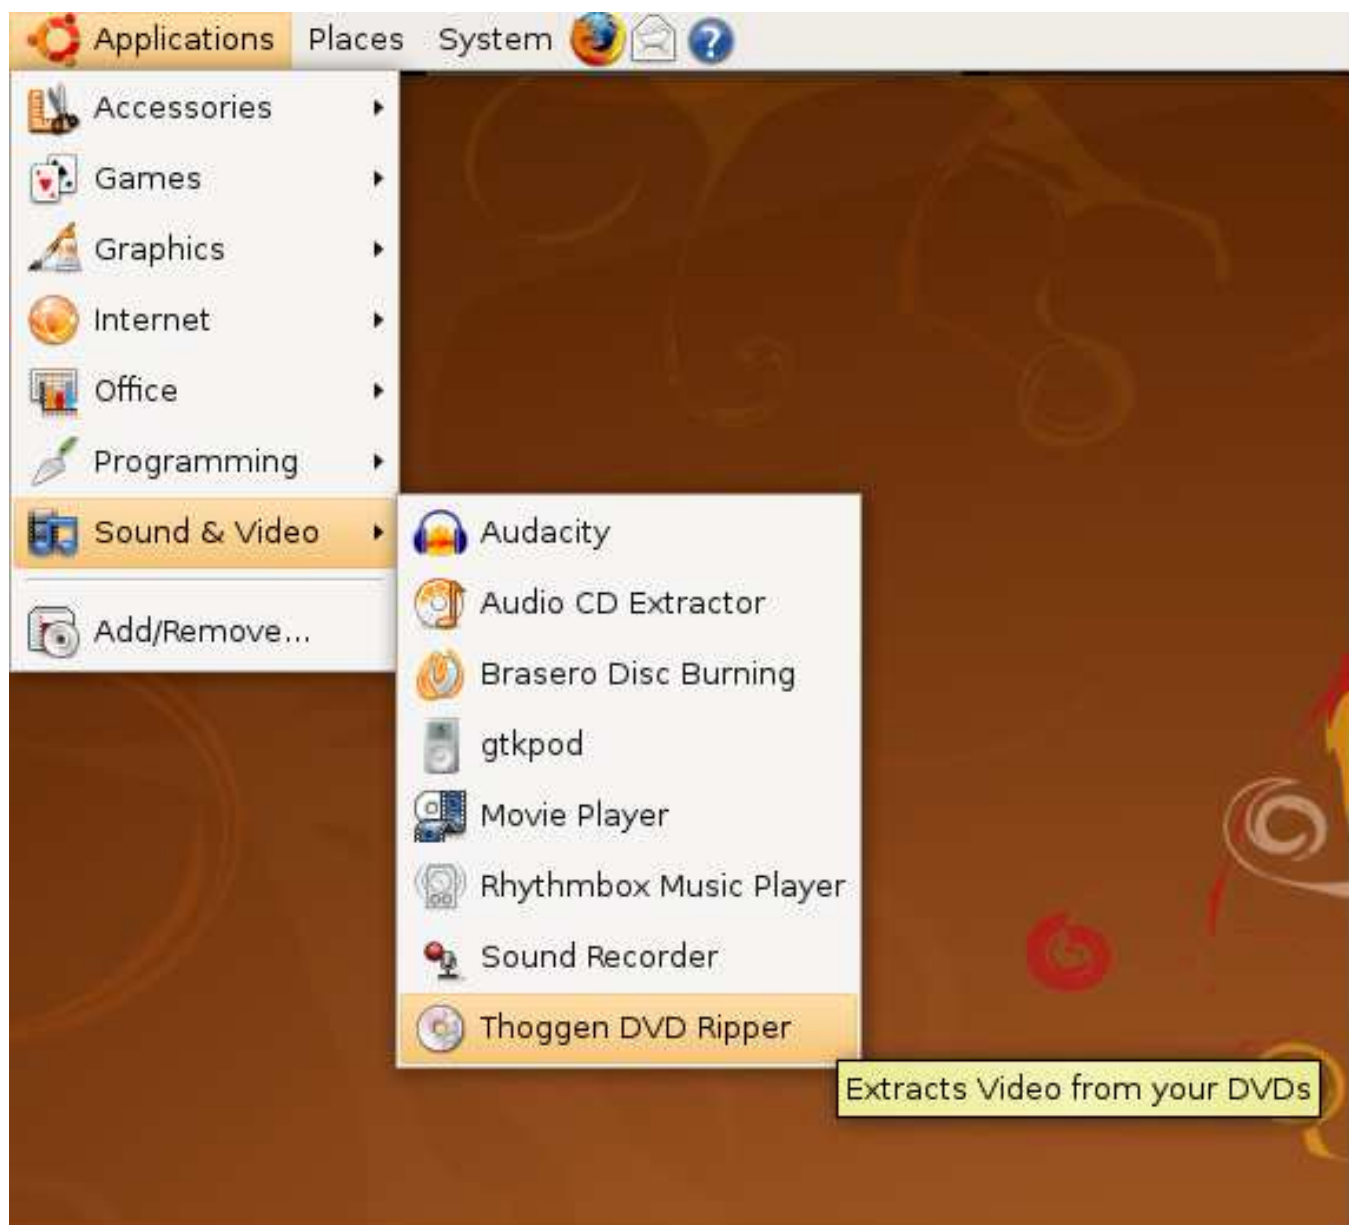 Applications Places System
Accessories
Games
Graphics
Internet
Office
Programming
Sound & Video
Add/Remove...
Audacity
Audio CD Extractor
Brasero Disc Burning
gtkpod
Movie Player
Rhythmbox Music Player
Sound Recorder
Thoggen DVD Ripper
Extracts Video from your DVDs